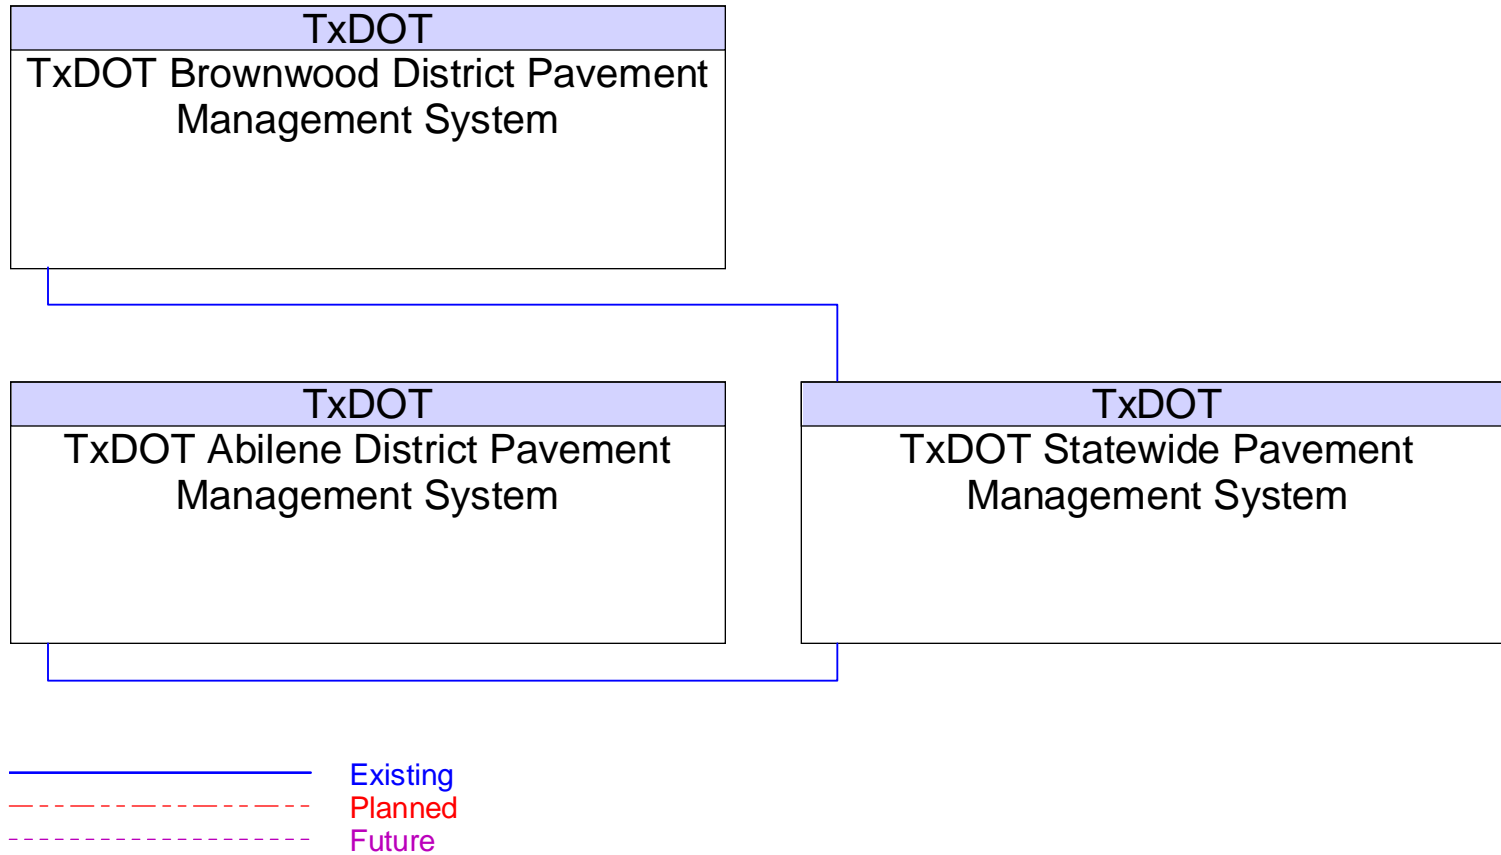 TxDOT
TxDOT Brownwood District Pavement
Management System
TxDOT
TxDOT Abilene District Pavement
Management System
TxDOT
TxDOT Statewide Pavement
Management System
Existing
Planned
Future